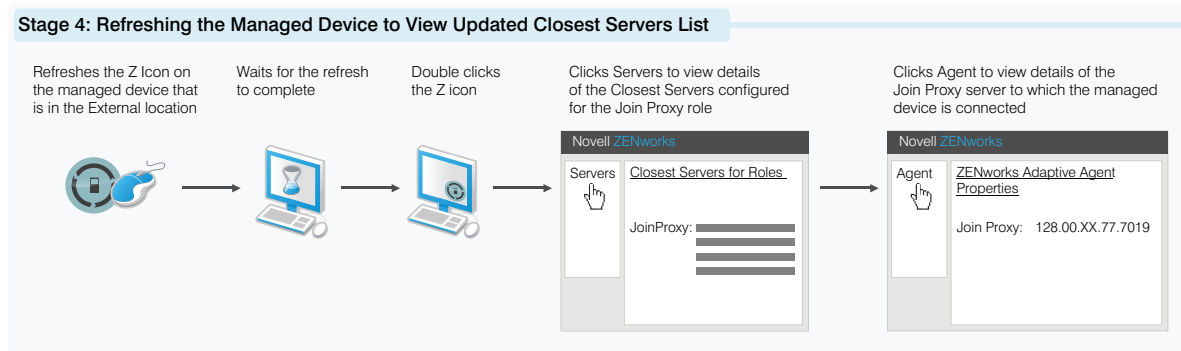 Stage 4: Refreshing the Managed Device to View Updated Closest Servers List
Refreshes the Z Icon on
the managed device that
is in the External location
Waits for the refresh
to complete
Double clicks
the Z icon
Clicks Servers to view details
of the Closest Servers configured
for the Join Proxy role
Clicks Agent to view details of the
Join Proxy server to which the managed
device is connected
Novell ZENworks
Servers
Closest Servers for Roles
JoinProxy:
Novell ZENworks
Agent
ZENworks Adaptive Agent
Properties
Join Proxy: 128.00.XX.77.7019